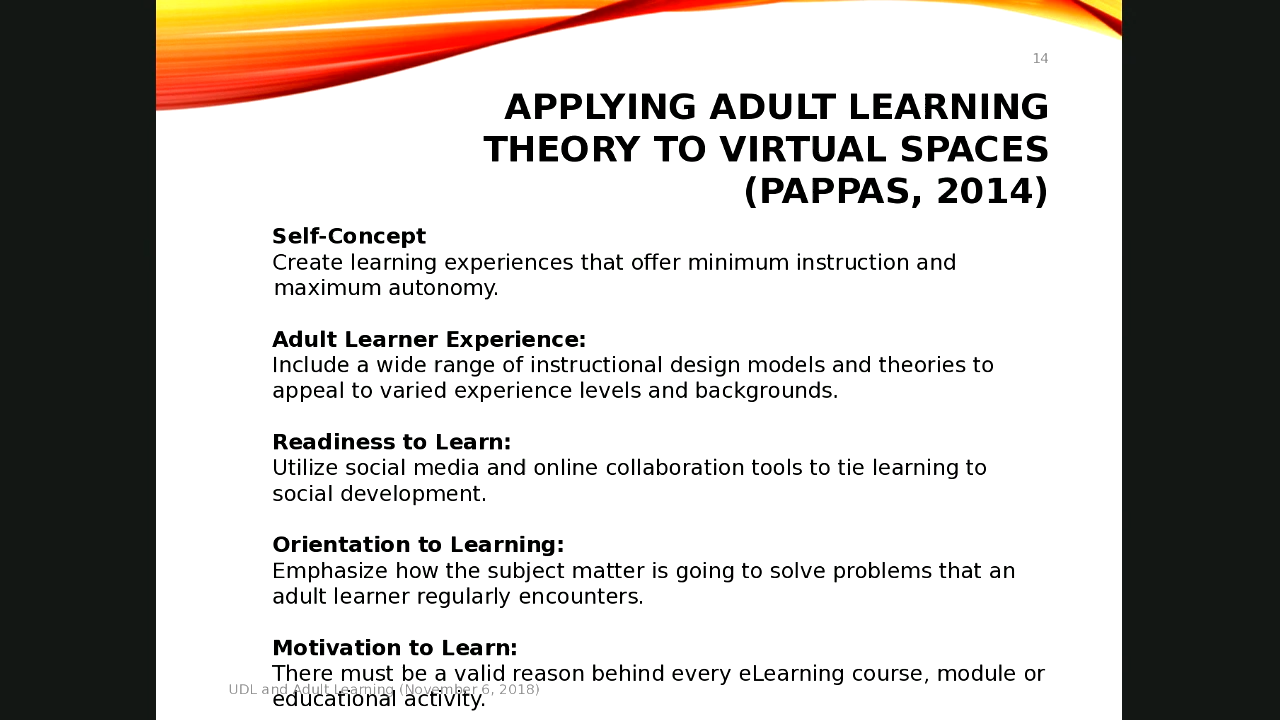 14
APPLYING ADULT LEARNING
THEORY TO VIRTUAL SPACES
(PAPPAS, 2014)
Self-Concept
Create learning experiences that offer minimum instruction and
maximum autonomy.
Adult Learner Experience:
Include a wide range of instructional design models and theories to
appeal to varied experience levels and backgrounds.
Readiness to Learn:
Utilize social media and online collaboration tools to tie learning to
social development.
Orientation to Learning:
Emphasize how the subject matter is going to solve problems that an
adult learner regularly encounters.
Motivation to Learn:
There must be a valid reason behind every eLearning course, module or
educational activity.
UDL and Adult Learning (November 6, 2018)